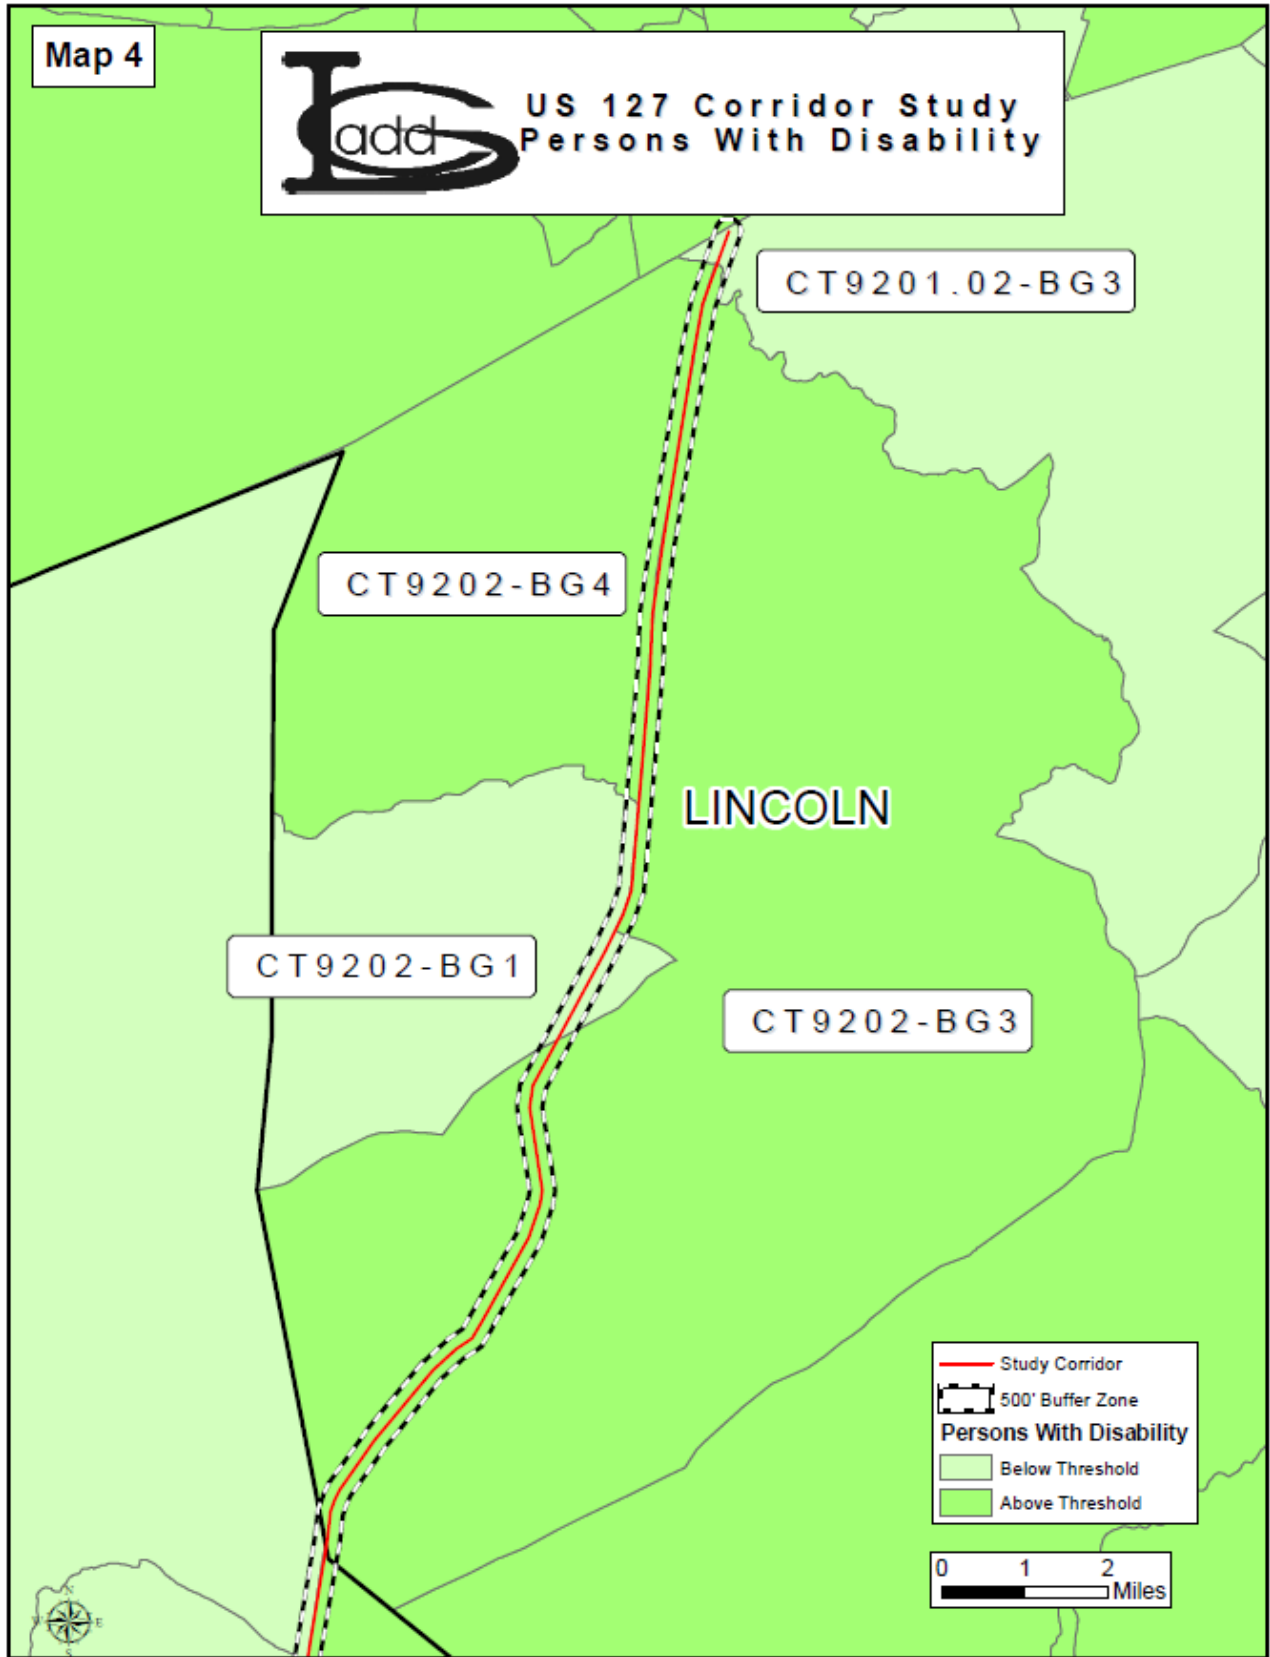 Map 4
L
G
add
US 127 Corridor Study
Persons With Disability
CT9201.02-BG3
CT9202-BG4
LINCOLN
CT9202-BG1
CT9202-BG3
Study Corridor
500' Buffer Zone
Persons With Disability
Below Threshold
Above Threshold
0 1 2
Miles
N
W E
S